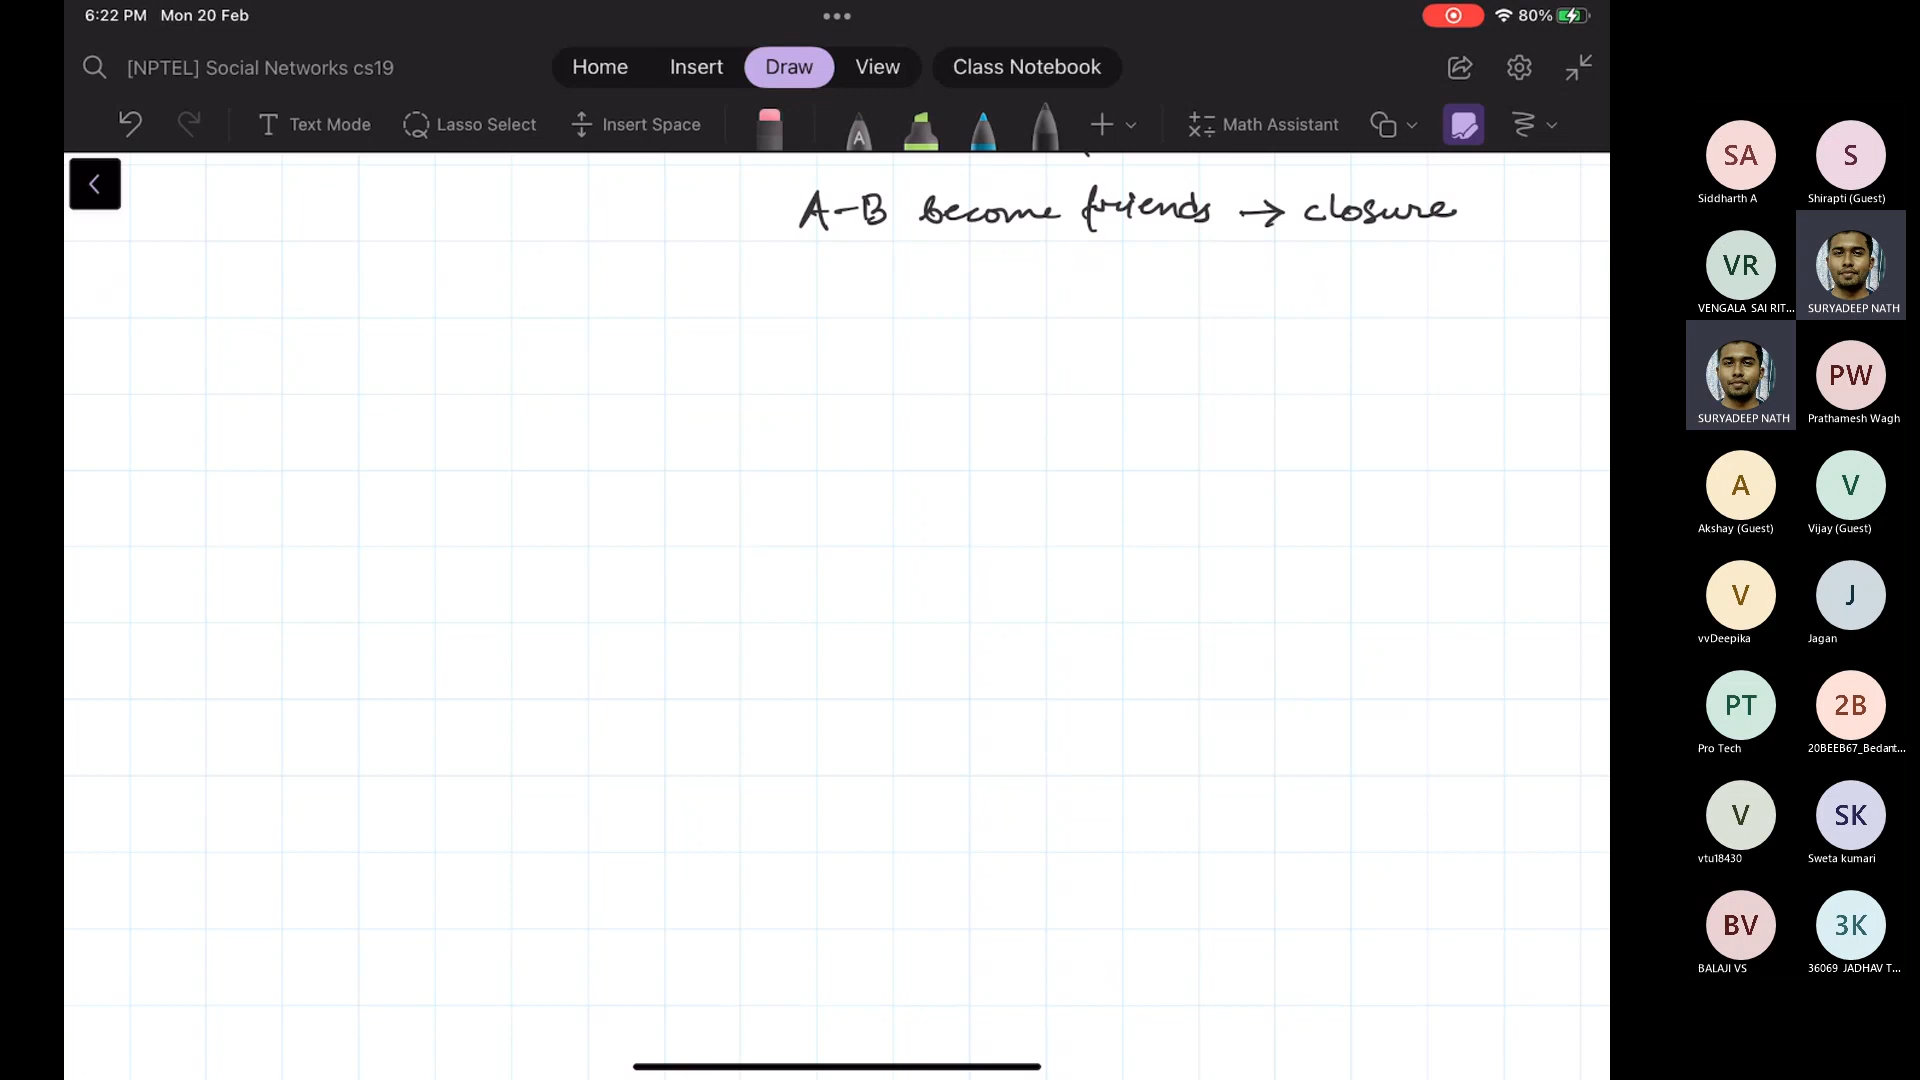 6:22 PM Mon 20 Feb
80%
[NPTEL] Social Networks cs19
Home Insert Draw View Class Notebook
Text Mode Lasso Select Insert Space A Math Assistant
A-B become friends → closure
SA S
Siddharth A Shirapti (Guest)
VR
VENGALA SAI RIT... SURYADEEP NATH
PW
SURYADEEP NATH Prathamesh Wagh
A V
Akshay (Guest) Vijay (Guest)
V J
vvDeepika Jagan
PT 2B
Pro Tech 20BEEB67_Bedant...
V SK
vtu18430 Sweta kumari
BV 3K
BALAJI VS 36069 JADHAV T...